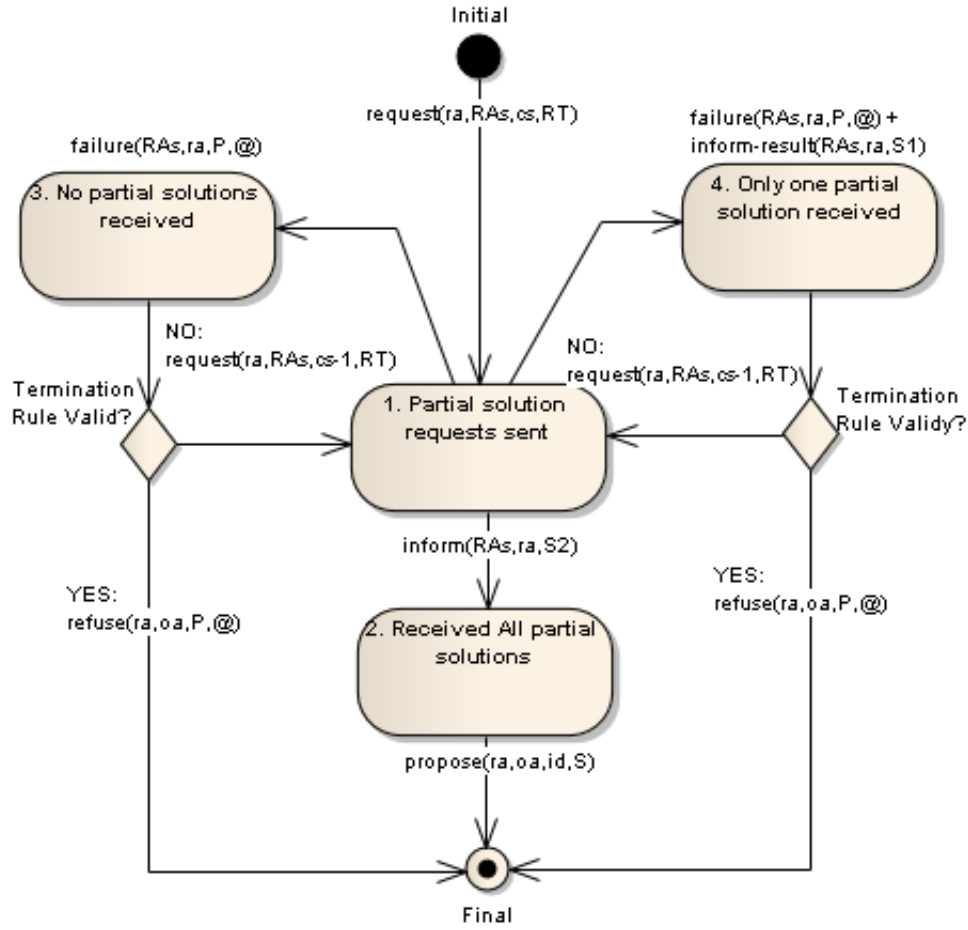 Initial
request(ra,RAs,cs,RT)
failure(RAs,ra,P,@)
failure(RAs,ra,P,@) +
inform-result(RAs,ra,S1)
3. No partial solutions
received
4. Only one partial
solution received
NO:
request(ra,RAs,cs-1,RT)
NO:
request(ra,RAs,cs-1,RT)
Termination
Rule Valid?
1. Partial solution
requests sent
Termination
Rule Validy?
inform(RAs,ra,S2)
YES:
refuse(ra,oa,P,@)
YES:
refuse(ra,oa,P,@)
2. Received All partial
solutions
propose(ra,oa,id,S)
Final